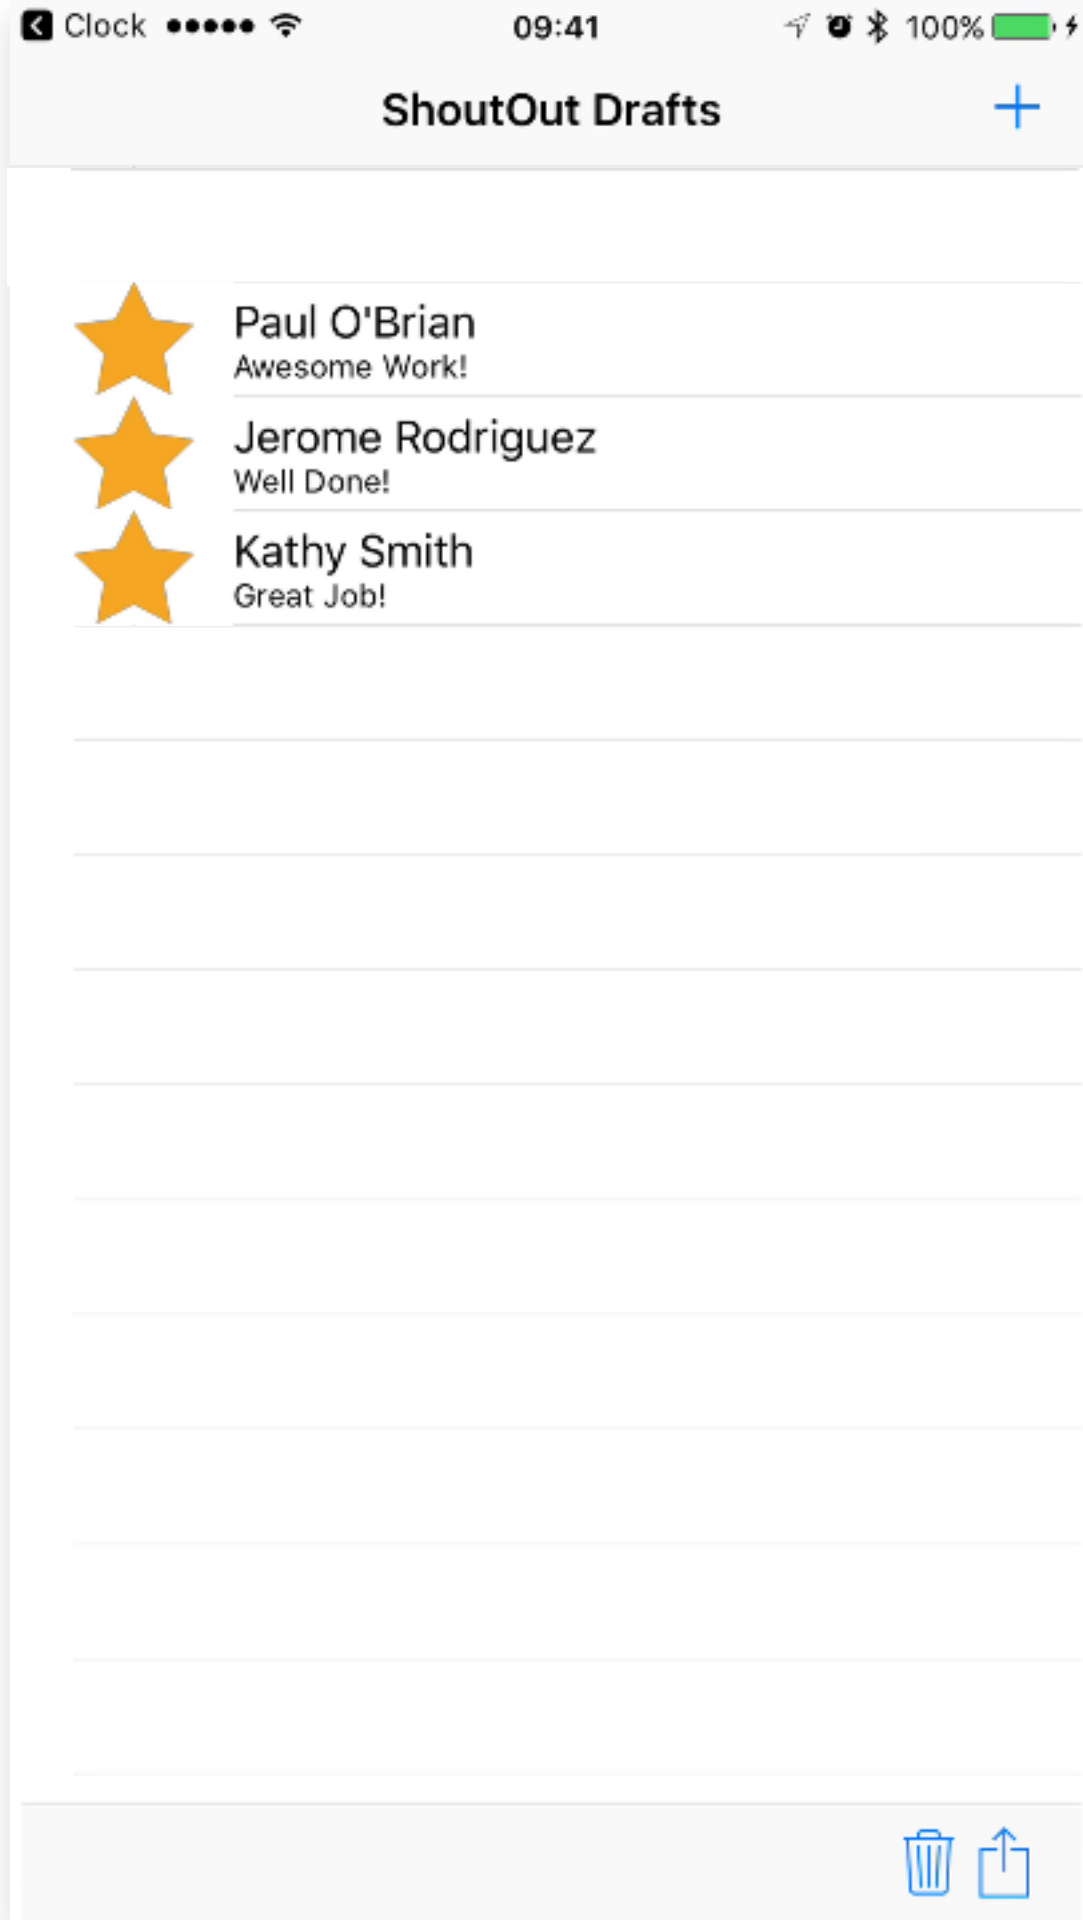 Clock 09:41 100%
ShoutOut Drafts
Paul O'Brian
Awesome Work!
Jerome Rodriguez
Well Done!
Kathy Smith
Great Job!